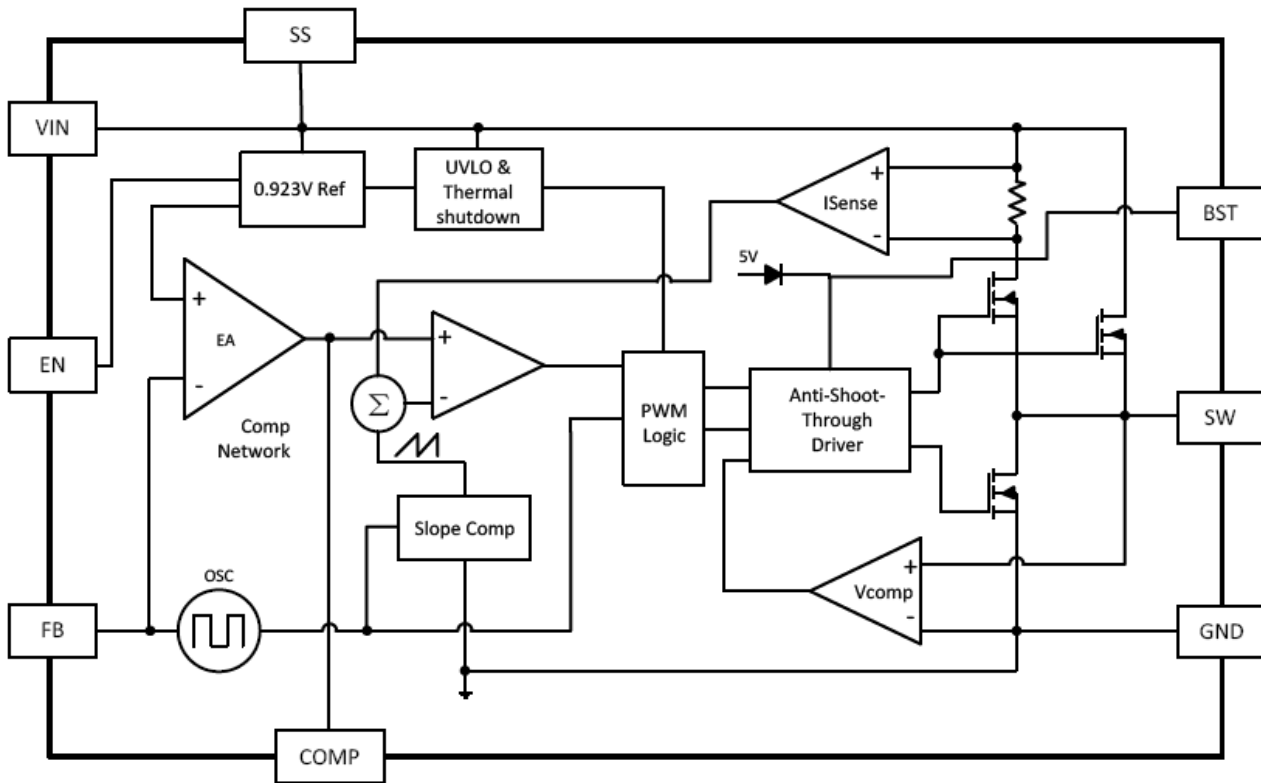 SS
VIN
0.923V Ref
UVLO &
Thermal
shutdown
+
ISense
-
BST
5V
+
EA
-
+
-
EN
Σ
Comp
Network
PWM
Logic
Anti-Shoot-
Through
Driver
SW
Slope Comp
OSC
+
Vcomp
-
FB
GND
COMP